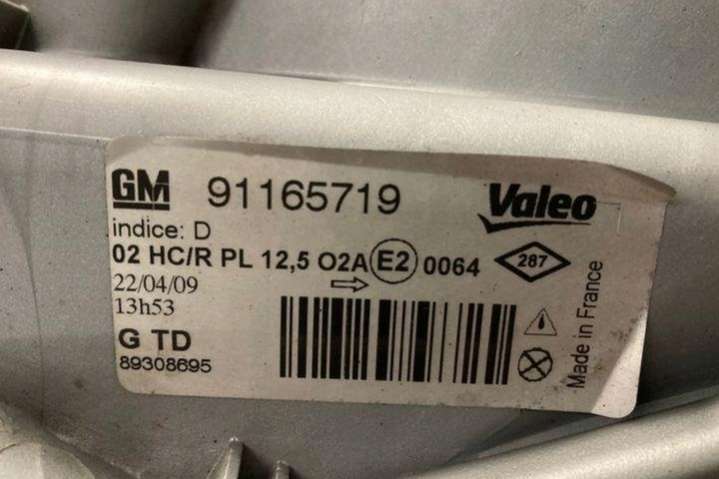 GM 91165719 Valeo
indice: D
02 HC/R PL 12,5 O2A E2 0064 287
22/04/09
13h53
G TD
89308695
Made in France